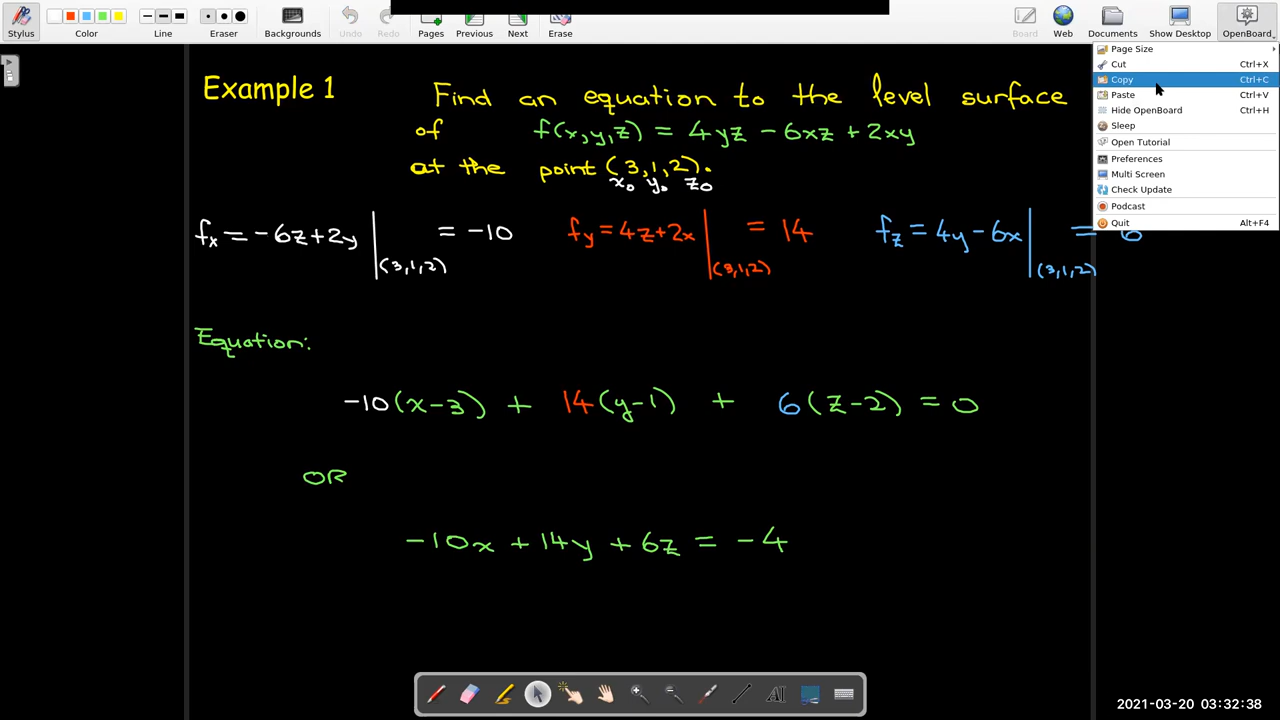 Stylus
Color
Line
Eraser
Backgrounds
Undo
Redo
Pages
Previous
Next
Erase
Board
Web
Documents
Show Desktop
OpenBoard
Page Size
Cut Ctrl+X
Copy Ctrl+C
Paste Ctrl+V
Hide OpenBoard Ctrl+H
Sleep
Open Tutorial
Preferences
Multi Screen
Check Update
Podcast
Quit Alt+F4
Example 1 Find an equation to the level surface
of f(x,y,z) = 4yz - 6xz + 2xy
at the point (3,1,2).
x₀ y₀ z₀
fₓ = -6z+2y |(3,1,2) = -10 f_y = 4z+2x |(3,1,2) = 14 f_z = 4y-6x |(3,1,2) = 6
Equation:
-10(x-3) + 14(y-1) + 6(z-2) = 0
OR
-10x + 14y + 6z = -4
AI
2021-03-20 03:32:38